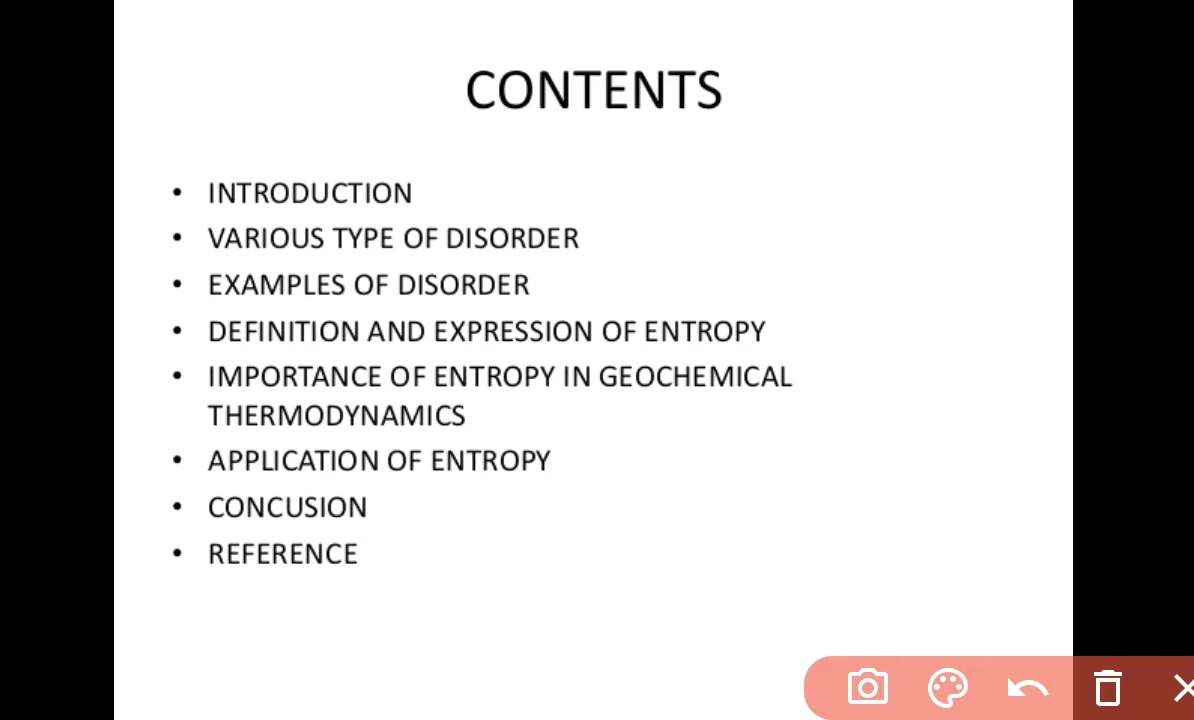 CONTENTS
• INTRODUCTION
• VARIOUS TYPE OF DISORDER
• EXAMPLES OF DISORDER
• DEFINITION AND EXPRESSION OF ENTROPY
• IMPORTANCE OF ENTROPY IN GEOCHEMICAL
THERMODYNAMICS
• APPLICATION OF ENTROPY
• CONCUSION
• REFERENCE